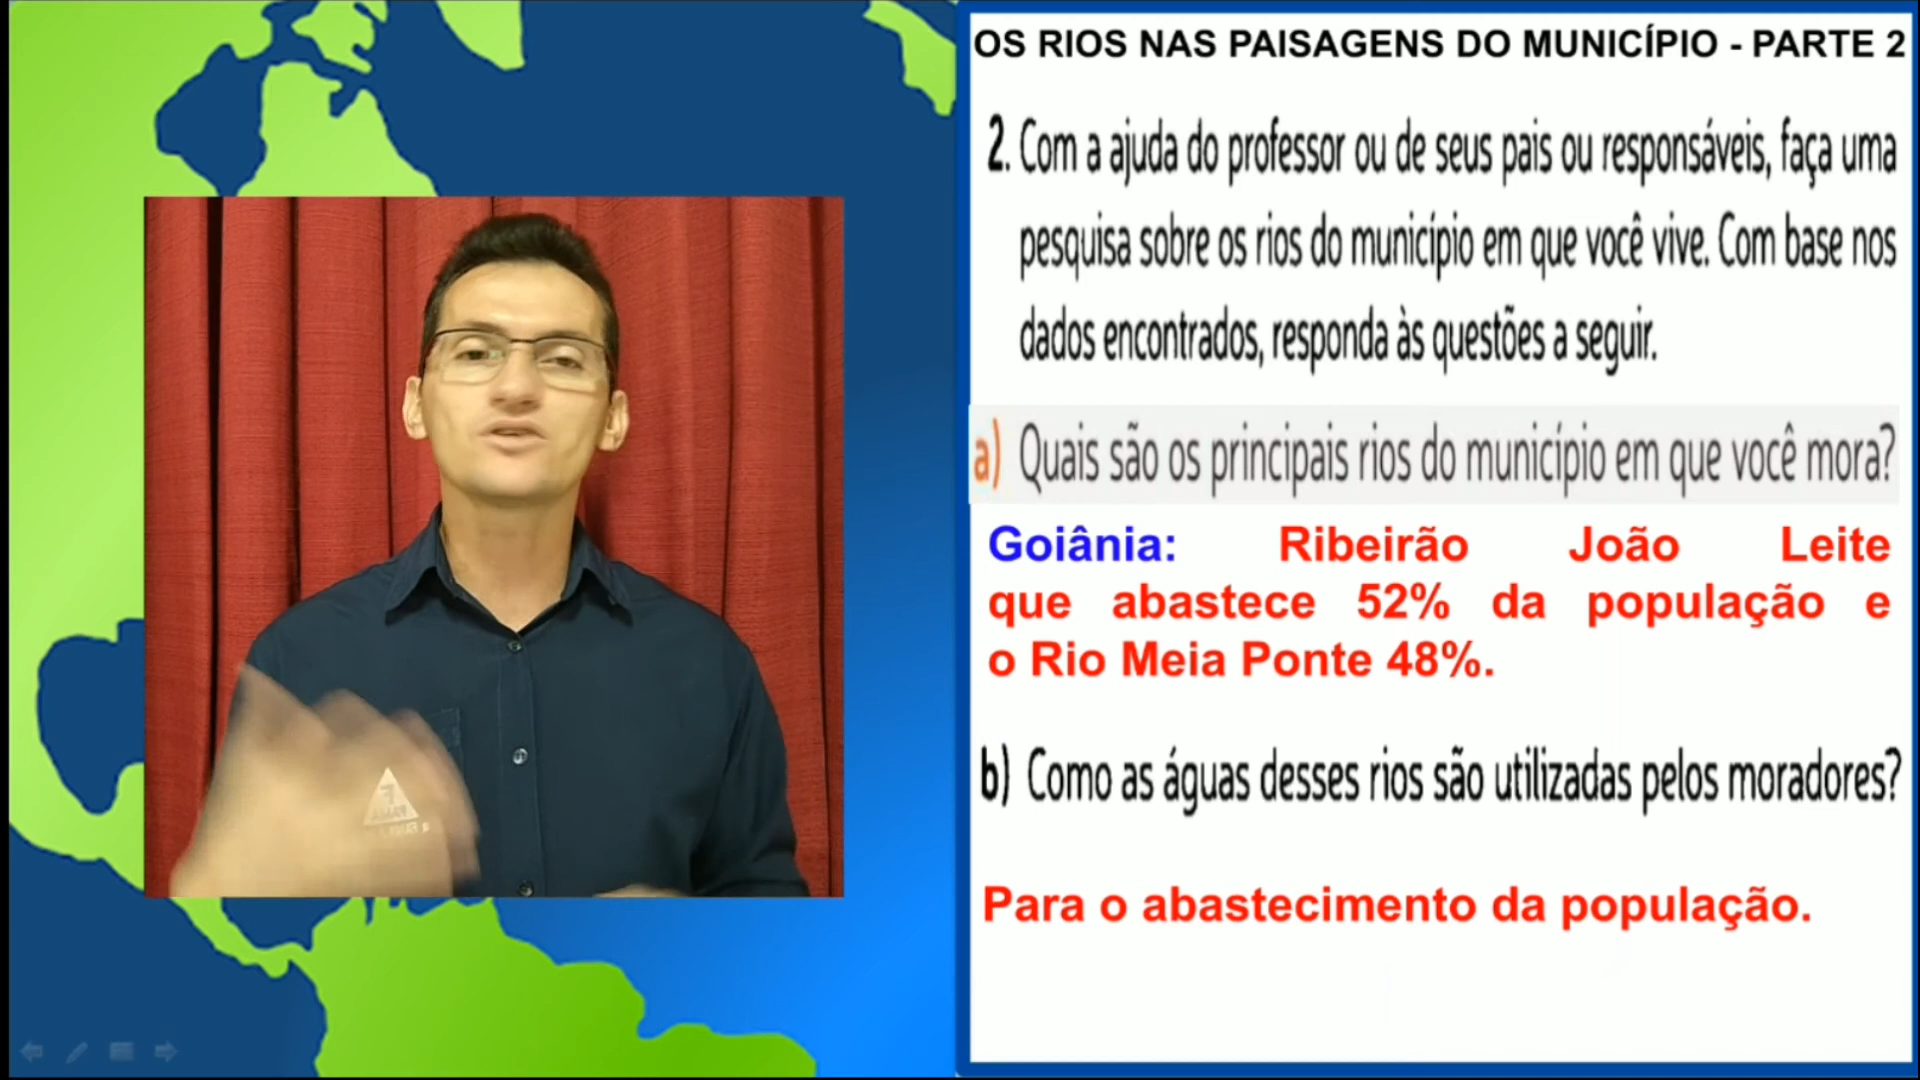 OS RIOS NAS PAISAGENS DO MUNICÍPIO - PARTE 2
2. Com a ajuda do professor ou de seus pais ou responsáveis, faça uma
pesquisa sobre os rios do município em que você vive. Com base nos
dados encontrados, responda às questões a seguir.
a) Quais são os principais rios do município em que você mora?
Goiânia: Ribeirão João Leite
que abastece 52% da população e
o Rio Meia Ponte 48%.
b) Como as águas desses rios são utilizadas pelos moradores?
Para o abastecimento da população.